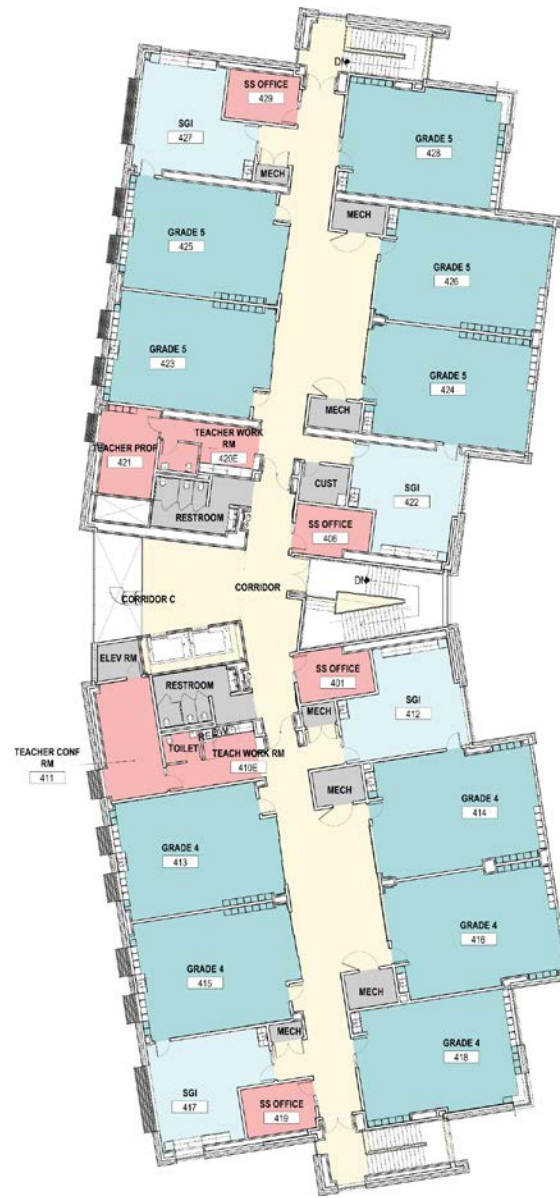 DN
SS OFFICE
429
SGI
427
GRADE 5
428
MECH
MECH
GRADE 5
425
GRADE 5
426
GRADE 5
423
GRADE 5
424
MECH
TEACHER WORK
RM
420E
TEACHER PREP
421
CUST
SGI
422
RESTROOM
SS OFFICE
406
DN
CORRIDOR
CORRIDOR C
ELEV RM
SS OFFICE
401
RESTROOM
SGI
412
MECH
TOILET
TEACH WORK RM
410E
TEACHER CONF
RM
411
MECH
GRADE 4
414
GRADE 4
413
GRADE 4
416
GRADE 4
415
MECH
MECH
GRADE 4
418
SGI
417
SS OFFICE
419